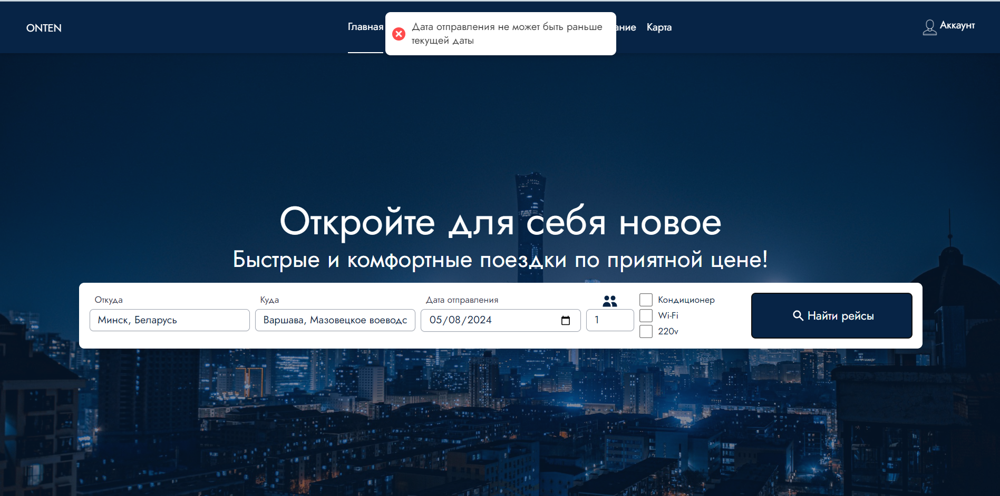 ONTEN
Главная
Дата отправления не может быть раньше
текущей даты
Карта
Аккаунт
Откройте для себя новое
Быстрые и комфортные поездки по приятной цене!
Откуда
Куда
Дата отправления
Кондиционер
Минск, Беларусь
Варшава, Мазовецкое воеводс
05/08/2024
1
Wi-Fi
220v
Найти рейсы